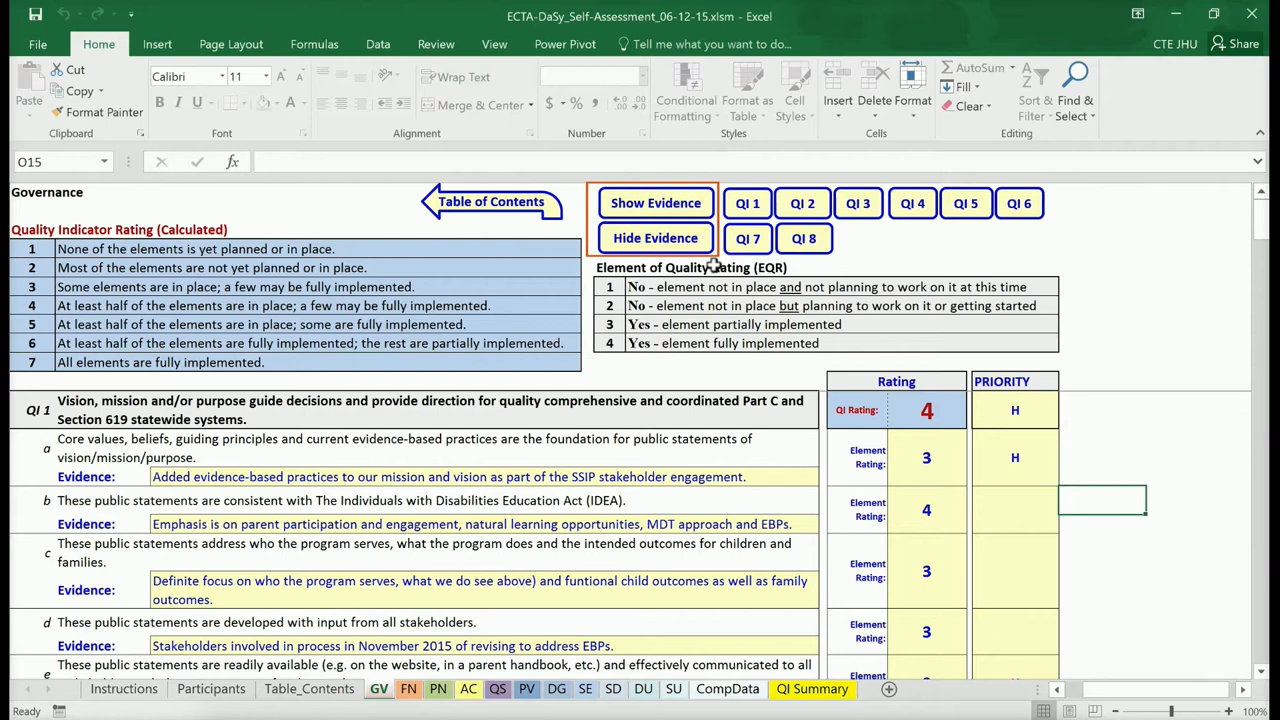 ECTA-DaSy_Self-Assessment_06-12-15.xlsm - Excel
File Home Insert Page Layout Formulas Data Review View Power Pivot Tell me what you want to do... CTE JHU Share
Cut
Copy
Format Painter
Paste
Calibri 11
B I U
A A
Wrap Text
Merge & Center
$ % ,
Conditional Formatting
Format as Table
Cell Styles
Insert Delete Format
AutoSum
Fill
Clear
Sort & Filter
Find & Select
Clipboard Font Alignment Number Styles Cells Editing
O15 fx
Governance
Table of Contents
Show Evidence QI 1 QI 2 QI 3 QI 4 QI 5 QI 6
Hide Evidence QI 7 QI 8
Quality Indicator Rating (Calculated)
1 None of the elements is yet planned or in place.
2 Most of the elements are not yet planned or in place.
3 Some elements are in place; a few may be fully implemented.
4 At least half of the elements are in place; a few may be fully implemented.
5 At least half of the elements are in place; some are fully implemented.
6 At least half of the elements are fully implemented; the rest are partially implemented.
7 All elements are fully implemented.
Element of Quality Rating (EQR)
1 No - element not in place and not planning to work on it at this time
2 No - element not in place but planning to work on it or getting started
3 Yes - element partially implemented
4 Yes - element fully implemented
Rating PRIORITY
QI 1 Vision, mission and/or purpose guide decisions and provide direction for quality comprehensive and coordinated Part C and
Section 619 statewide systems.
QI Rating: 4 H
a Core values, beliefs, guiding principles and current evidence-based practices are the foundation for public statements of
vision/mission/purpose.
Element Rating: 3 H
Evidence: Added evidence-based practices to our mission and vision as part of the SSIP stakeholder engagement.
b These public statements are consistent with The Individuals with Disabilities Education Act (IDEA).
Element Rating: 4
Evidence: Emphasis is on parent participation and engagement, natural learning opportunities, MDT approach and EBPs.
c These public statements address who the program serves, what the program does and the intended outcomes for children and
families.
Element Rating: 3
Evidence: Definite focus on who the program serves, what we do see above) and funtional child outcomes as well as family
outcomes.
d These public statements are developed with input from all stakeholders.
Element Rating: 3
Evidence: Stakeholders involved in process in November 2015 of revising to address EBPs.
e These public statements are readily available (e.g. on the website, in a parent handbook, etc.) and effectively communicated to all
Instructions Participants Table_Contents GV FN PN AC QS PV DG SE SD DU SU CompData QI Summary
Ready 100%